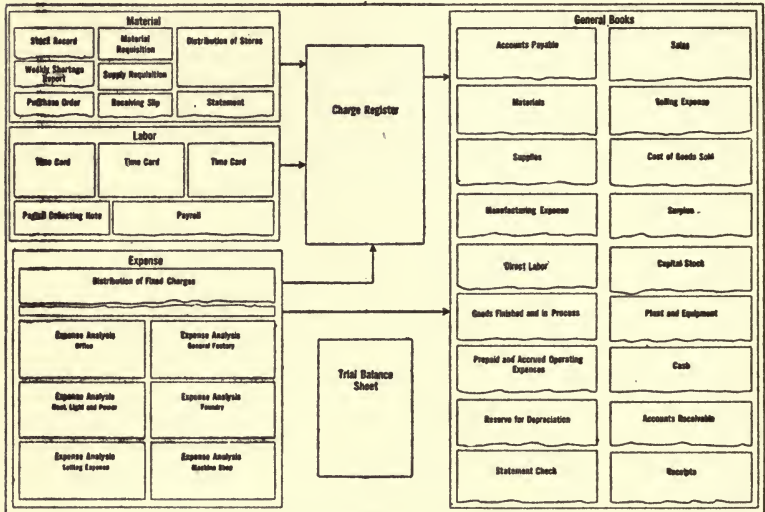 Material
Stock Record
Material
Requisition
Distribution of Stores
Weekly Shortage
Report
Supply Requisition
Purchase Order
Receiving Slip
Statement
Labor
Time Card
Time Card
Time Card
Payroll Collecting Note
Payroll
Expense
Distribution of Fixed Charges
Expense Analysis
Office
Expense Analysis
General Factory
Expense Analysis
Heat, Light and Power
Expense Analysis
Foundry
Expense Analysis
Selling Expense
Expense Analysis
Machine Shop
Charge Register
Trial Balance
Sheet
General Books
Accounts Payable
Sales
Materials
Selling Expense
Supplies
Cost of Goods Sold
Manufacturing Expense
Surplus
Direct Labor
Capital Stock
Goods Finished and in Process
Plant and Equipment
Prepaid and Accrued Operating
Expenses
Cash
Reserve for Depreciation
Accounts Receivable
Statement Check
Receipts